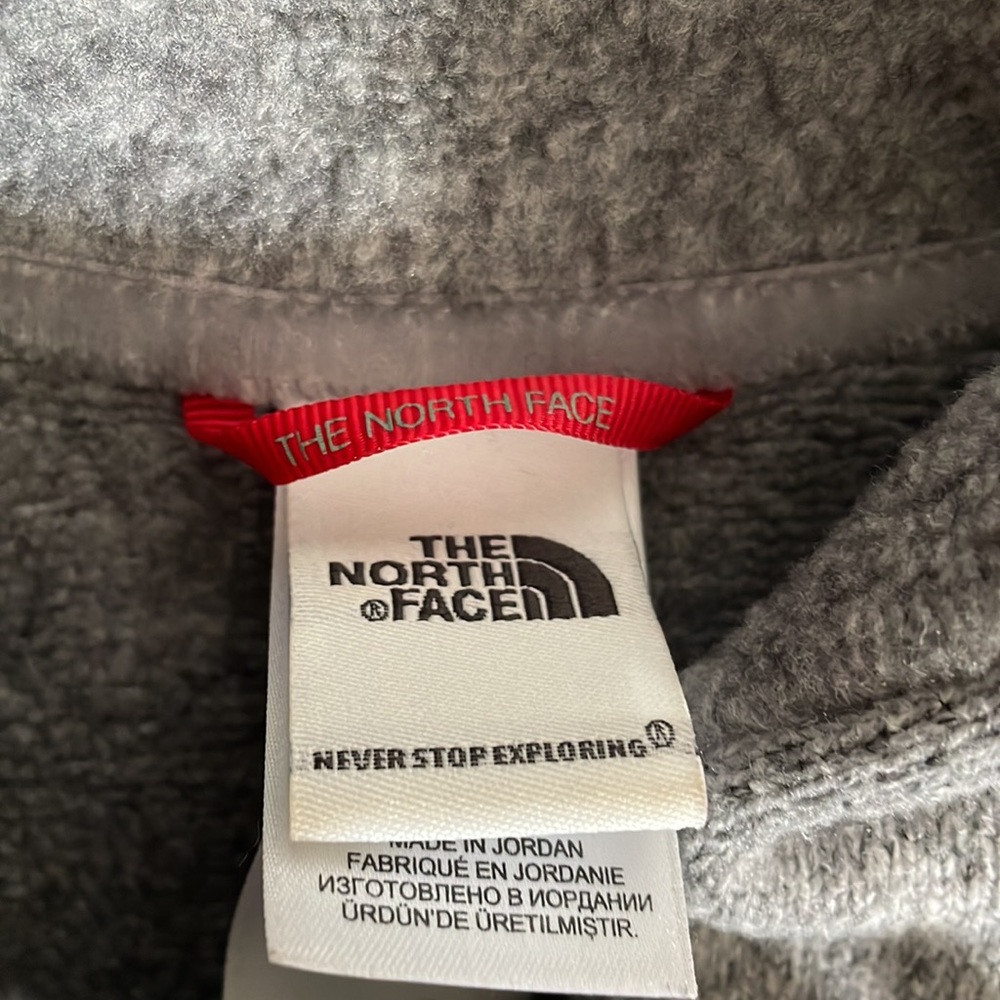 THE NORTH FACE
THE
NORTH
®FACE
NEVER STOP EXPLORING®
MADE IN JORDAN
FABRIQUÉ EN JORDANIE
ИЗГОТОВЛЕНО В ИОРДАНИИ
ÜRDÜN'DE ÜRETILMIŞTIR.